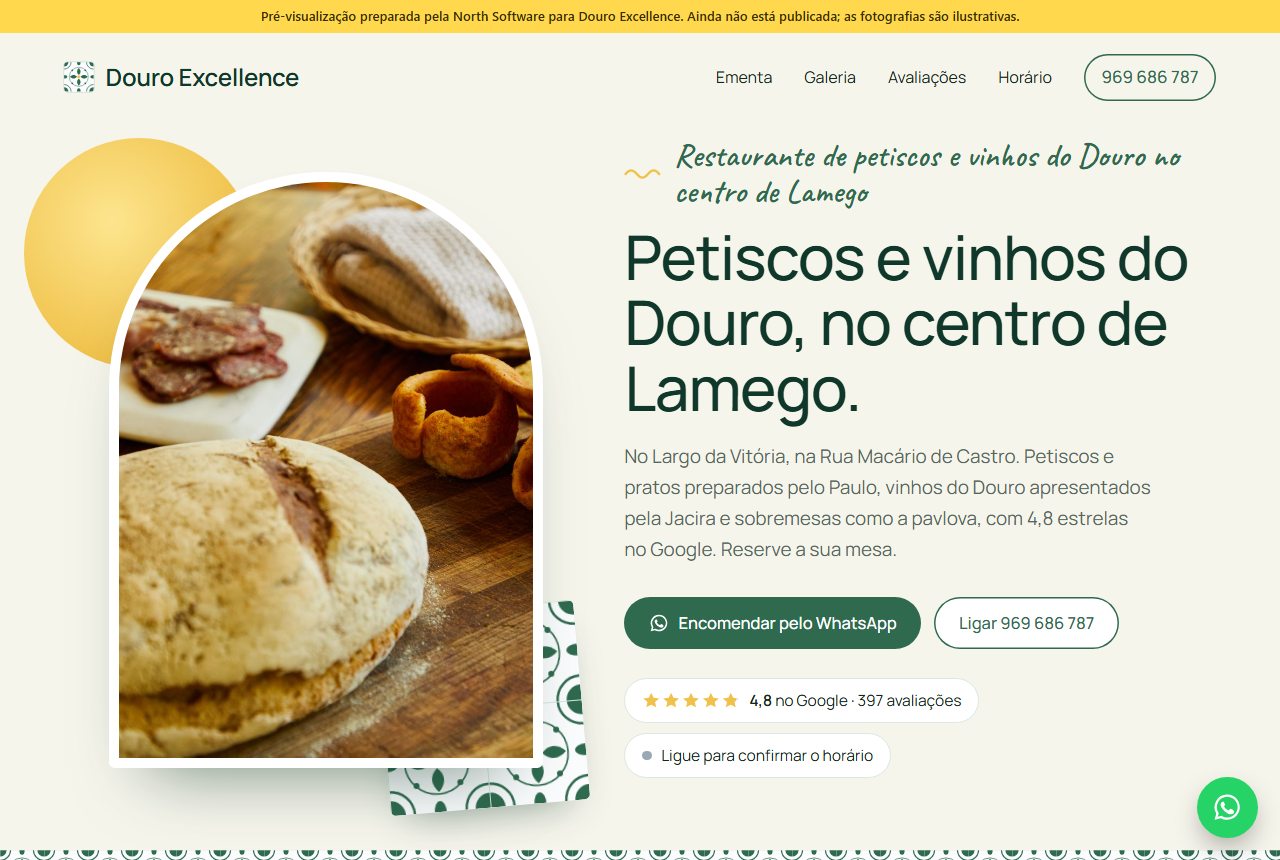 Pré-visualização preparada pela North Software para Douro Excellence. Ainda não está publicada; as fotografias são ilustrativas.
Douro Excellence
Ementa
Galeria
Avaliações
Horário
969 686 787
Restaurante de petiscos e vinhos do Douro no
centro de Lamego
Petiscos e vinhos do
Douro, no centro de
Lamego.
No Largo da Vitória, na Rua Macário de Castro. Petiscos e
pratos preparados pelo Paulo, vinhos do Douro apresentados
pela Jacira e sobremesas como a pavlova, com 4,8 estrelas
no Google. Reserve a sua mesa.
Encomendar pelo WhatsApp
Ligar 969 686 787
4,8 no Google · 397 avaliações
Ligue para confirmar o horário